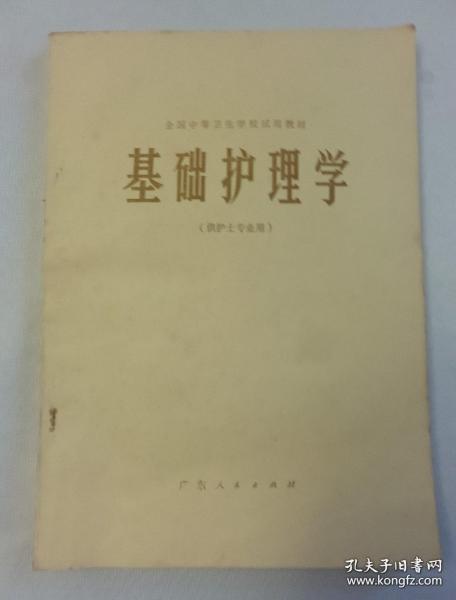 全国中等卫生学校试用教材
基础护理学
(供护士专业用)
广东人民出版社
孔夫子旧书网
www.kongfz.com